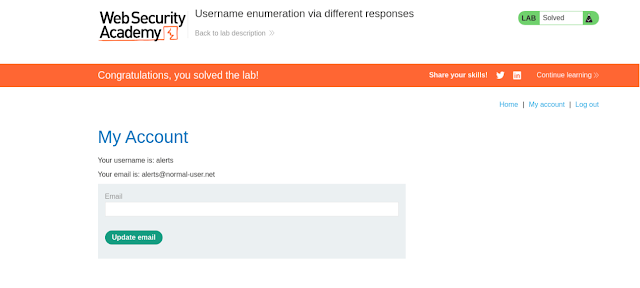 Web Security
Academy
Username enumeration via different responses
Back to lab description
LAB Solved
Congratulations, you solved the lab!
Share your skills!
Continue learning
Home | My account | Log out
My Account
Your username is: alerts
Your email is: alerts@normal-user.net
Email
Update email